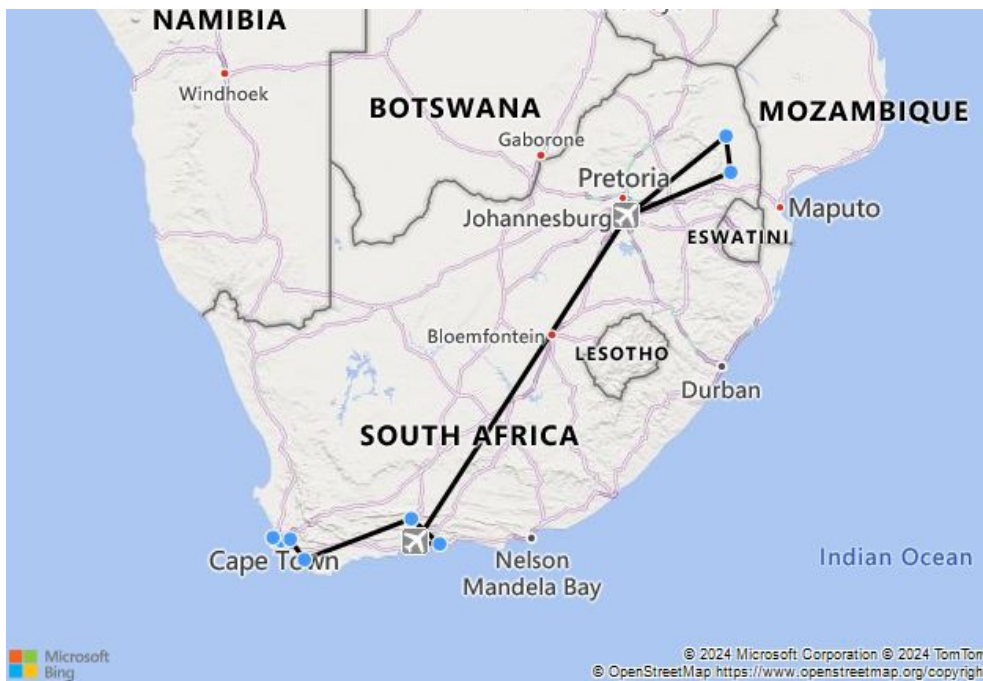 NAMIBIA
Windhoek
BOTSWANA
MOZAMBIQUE
Gaborone
Pretoria
Johannesburg
Maputo
ESWATINI
Bloemfontein
LESOTHO
Durban
SOUTH AFRICA
Cape Town
Nelson
Mandela Bay
Indian Ocean
Microsoft
Bing
© 2024 Microsoft Corporation © 2024 TomTom
© OpenStreetMap https://www.openstreetmap.org/copyright